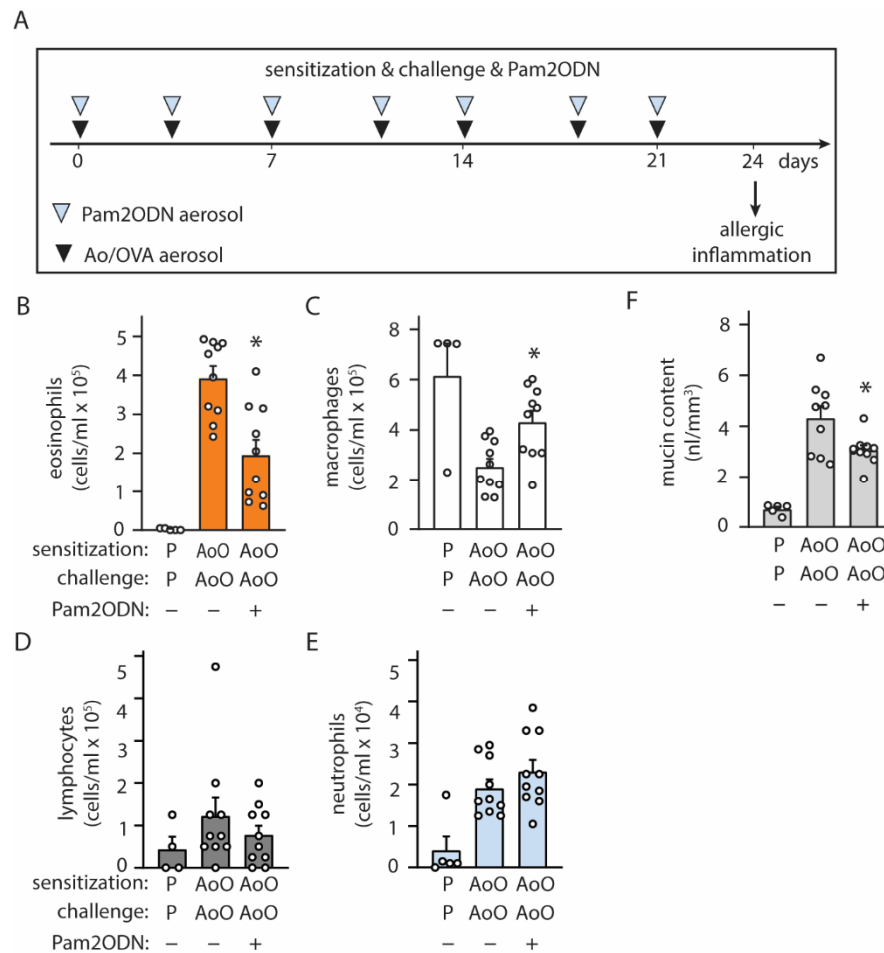 A
sensitization & challenge & Pam2ODN
0 7 14 21 24 days
Pam2ODN aerosol
Ao/OVA aerosol
allergic
inflammation
B
eosinophils
(cells/ml x 10⁵)
5
4
3
2
1
0
*
sensitization: P AoO AoO
challenge: P AoO AoO
Pam2ODN: – – +
C
macrophages
(cells/ml x 10⁵)
8
6
4
2
0
*
P AoO AoO
P AoO AoO
– – +
F
mucin content
(nl/mm³)
8
6
4
2
0
*
P AoO AoO
P AoO AoO
– – +
D
lymphocytes
(cells/ml x 10⁵)
5
4
3
2
1
0
sensitization: P AoO AoO
challenge: P AoO AoO
Pam2ODN: – – +
E
neutrophils
(cells/ml x 10⁴)
5
4
3
2
1
0
P AoO AoO
P AoO AoO
– – +